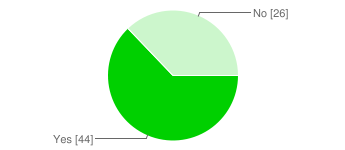 No [26]
Yes [44]